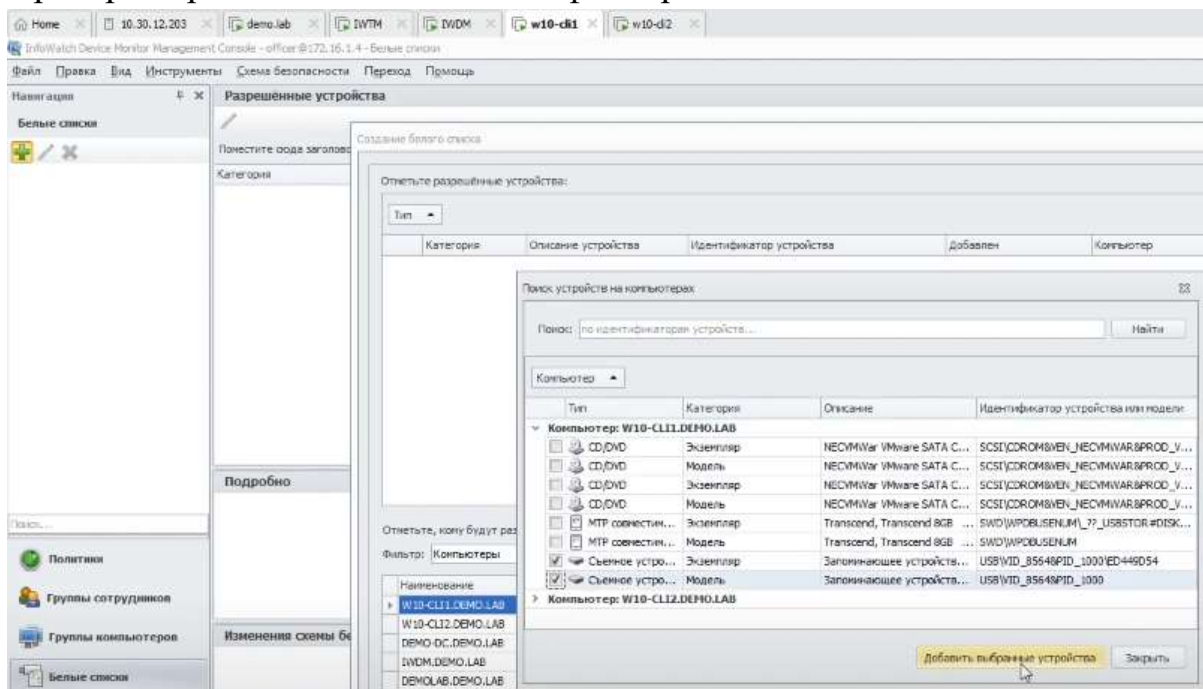 Home 10.30.12.203 demo.lab IWTM IWDM w10-cli1 w10-cli2
InfoWatch Device Monitor Management Console - officer@172.16.1.4 - Белые списки
Файл Правка Вид Инструменты Схема безопасности Переход Помощь
Навигация
Разрешённые устройства
Белые списки
Поместите сюда заголово
Категория
Создание белого списка
Отметьте разрешённые устройства:
Тип
Категория Описание устройства Идентификатор устройства Добавлен Компьютер
Поиск устройств на компьютерах
Поиск: по идентификаторам устройств... Найти
Компьютер
Тип Категория Описание Идентификатор устройства или модели
Компьютер: W10-CLI1.DEMO.LAB
CD/DVD Экземпляр NECVMWar VMware SATA C... SCSI\CDROM&VEN_NECVMWAR&PROD_V...
CD/DVD Модель NECVMWar VMware SATA C... SCSI\CDROM&VEN_NECVMWAR&PROD_V...
CD/DVD Экземпляр NECVMWar VMware SATA C... SCSI\CDROM&VEN_NECVMWAR&PROD_V...
CD/DVD Модель NECVMWar VMware SATA C... SCSI\CDROM&VEN_NECVMWAR&PROD_V...
MTP совместим... Экземпляр Transcend, Transcend 8GB ... SWD\WPDBUSENUM\_??_USBSTOR#DISK...
MTP совместим... Модель Transcend, Transcend 8GB ... SWD\WPDBUSENUM
Съемное устро... Экземпляр Запоминающее устройств... USB\VID_8564&PID_1000\ED449D54
Съемное устро... Модель Запоминающее устройств... USB\VID_8564&PID_1000
Компьютер: W10-CLI2.DEMO.LAB
Добавить выбранные устройства Закрыть
Подробно
Изменения схемы бе
Отметьте, кому будут раз
Фильтр: Компьютеры
Наименование
W10-CLI1.DEMO.LAB
W10-CLI2.DEMO.LAB
DEMO-DC.DEMO.LAB
IWDM.DEMO.LAB
DEMOLAB.DEMO.LAB
Поиск...
Политики
Группы сотрудников
Группы компьютеров
Белые списки